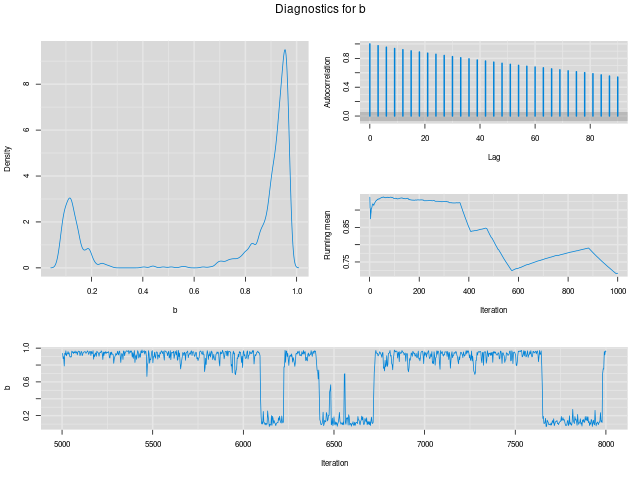 Diagnostics for b
Density
8
6
4
2
0
0.2 0.4 0.6 0.8 1.0
b
Autocorrelation
0.8
0.4
0.0
0 20 40 60 80
Lag
Running mean
0.85
0.75
0 200 400 600 800 1000
Iteration
b
1.0
0.6
0.2
5000 5500 6000 6500 7000 7500 8000
Iteration